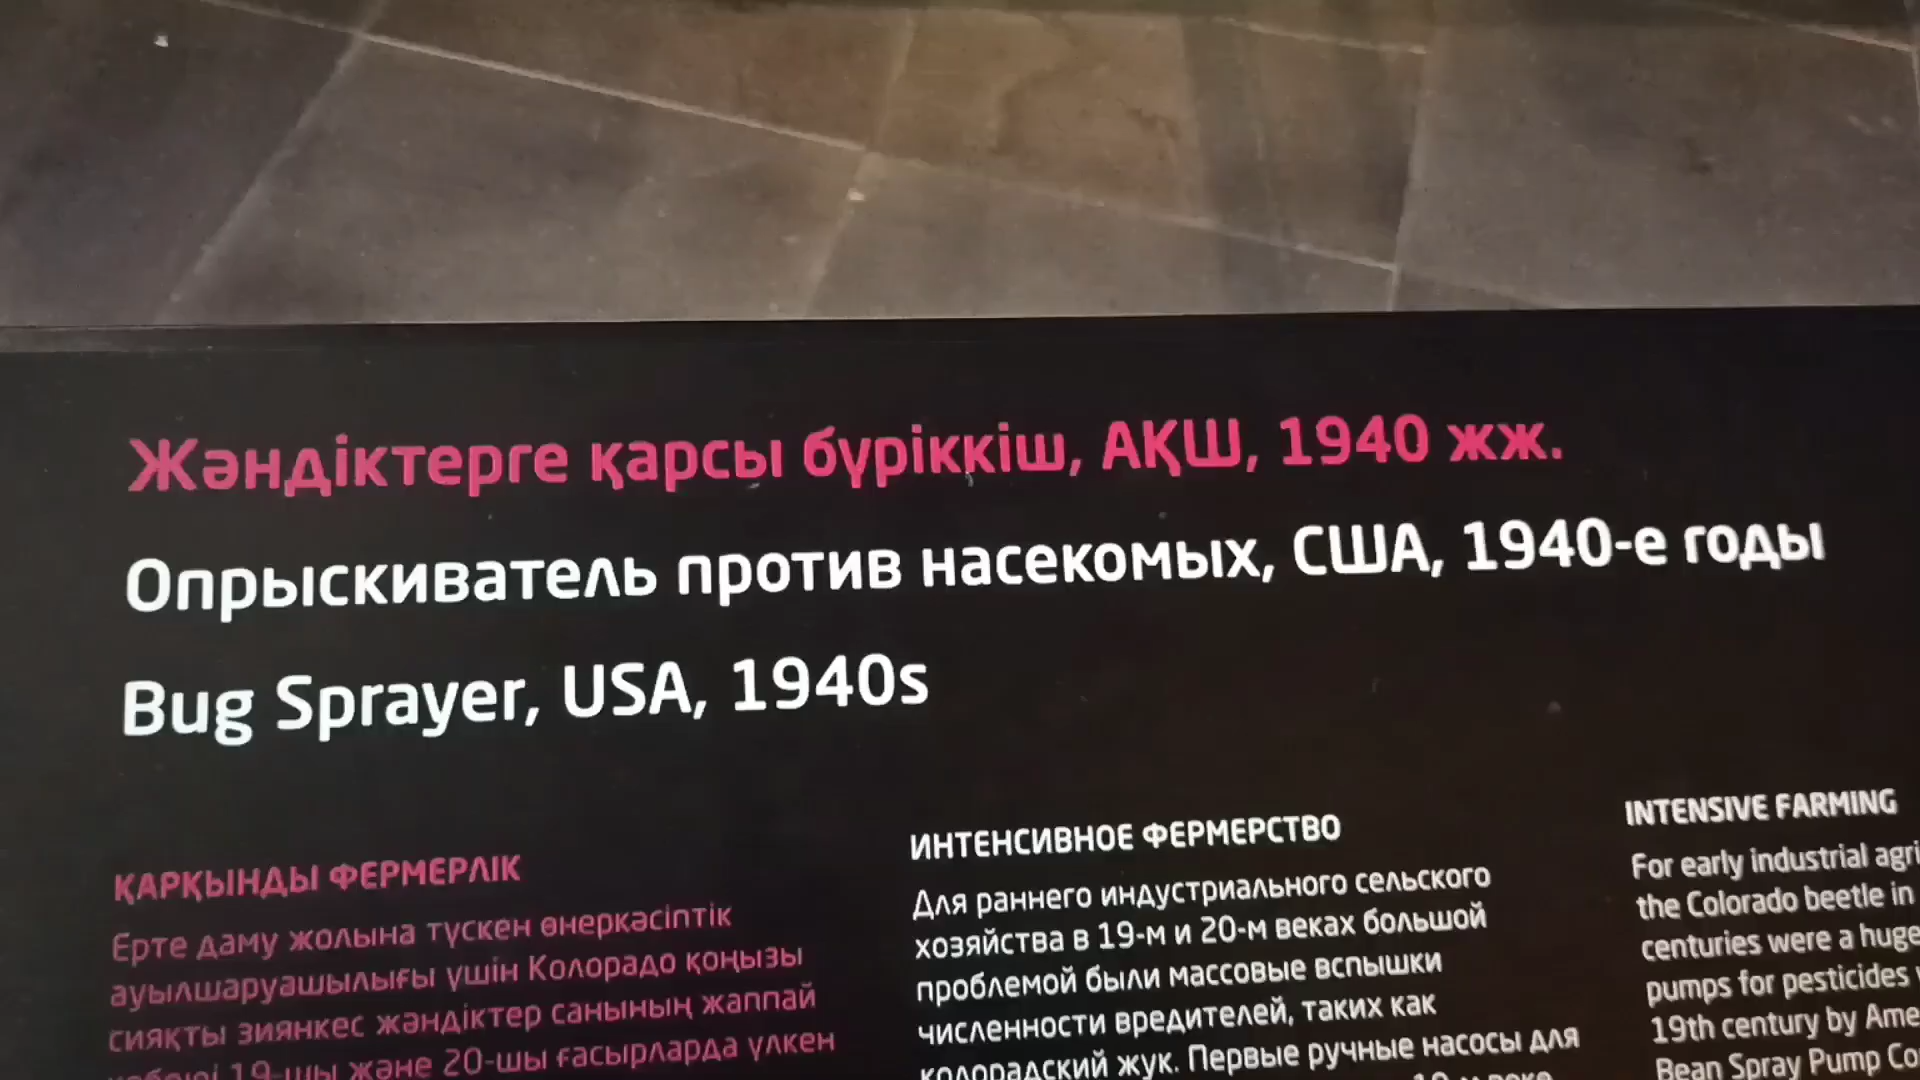 Жәндіктерге қарсы бүріккіш, АҚШ, 1940 жж.
Опрыскиватель против насекомых, США, 1940-е годы
Bug Sprayer, USA, 1940s
ҚАРҚЫНДЫ ФЕРМЕРЛІК
Ерте даму жолына түскен өнеркәсіптік
ауылшаруашылығы үшін Колорадо қоңызы
сияқты зиянкес жәндіктер санының жаппай
19-шы және 20-шы ғасырларда үлкен
ИНТЕНСИВНОЕ ФЕРМЕРСТВО
Для раннего индустриального сельского
хозяйства в 19-м и 20-м веках большой
проблемой были массовые вспышки
численности вредителей, таких как
колорадский жук. Первые ручные насосы для
INTENSIVE FARMING
For early industrial agri
the Colorado beetle in
centuries were a huge
pumps for pesticides
19th century by Ame
Bean Spray Pump Co